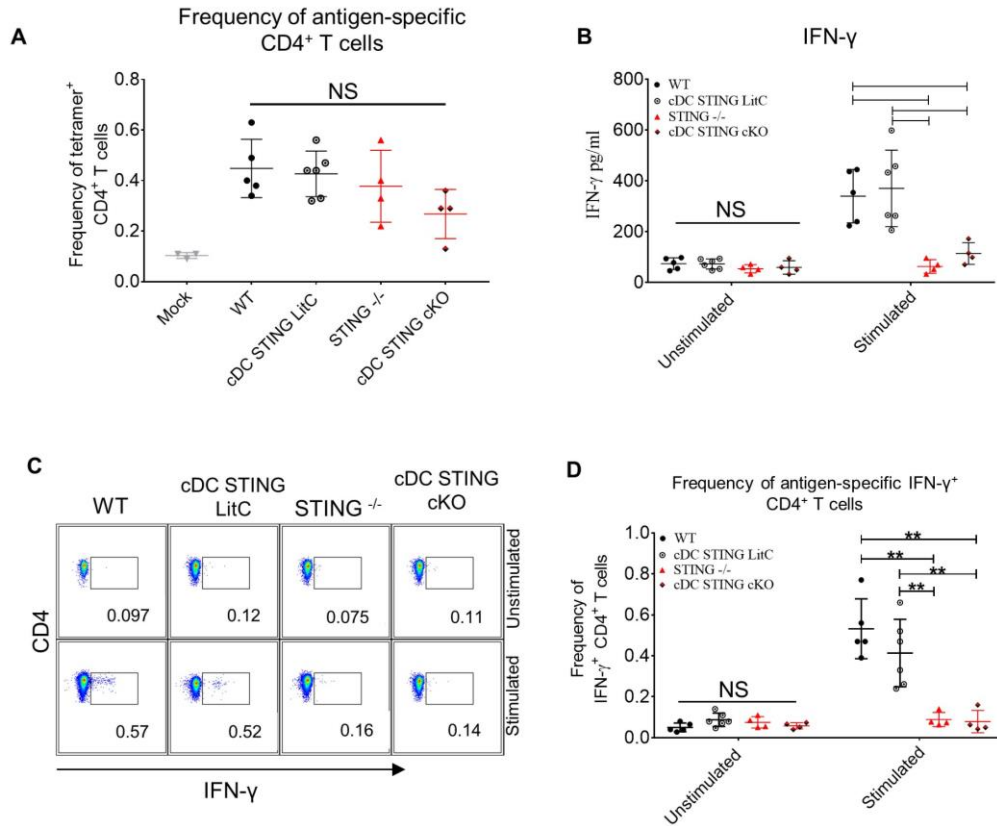 A
Frequency of antigen-specific
CD4⁺ T cells
Frequency of tetramer⁺
CD4⁺ T cells
0.8
0.6
0.4
0.2
0.0
NS
Mock
WT
cDC STING LitC
STING -/-
cDC STING cKO
B
IFN-γ
IFN-γ pg/ml
800
600
400
200
0
WT
cDC STING LitC
STING -/-
cDC STING cKO
NS
Unstimulated
Stimulated
C
WT
cDC STING
LitC
STING -/-
cDC STING
cKO
CD4
0.097
0.12
0.075
0.11
Unstimulated
0.57
0.52
0.16
0.14
Stimulated
IFN-γ
D
Frequency of antigen-specific IFN-γ⁺
CD4⁺ T cells
Frequency of
IFN-γ⁺ CD4⁺ T cells
1.0
0.8
0.6
0.4
0.2
0.0
WT
cDC STING LitC
STING -/-
cDC STING cKO
**
**
**
**
NS
Unstimulated
Stimulated